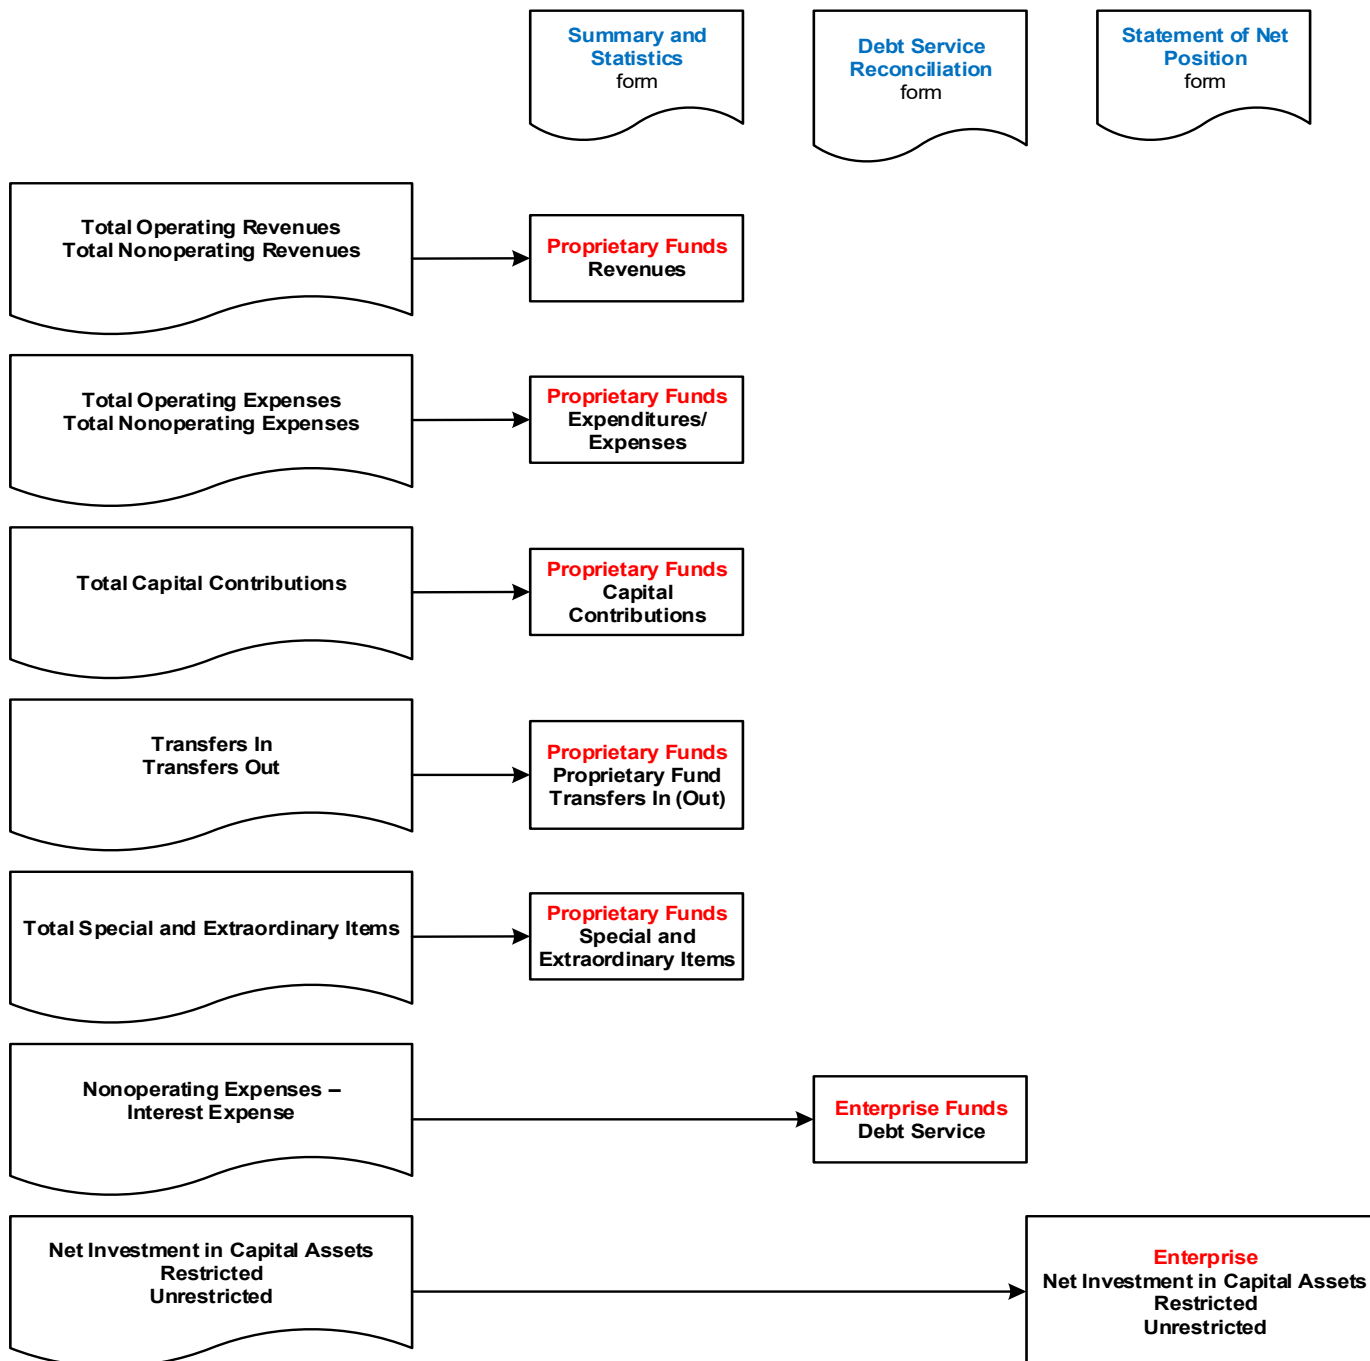 Summary and
Statistics
form
Debt Service
Reconciliation
form
Statement of Net
Position
form
Total Operating Revenues
Total Nonoperating Revenues
Proprietary Funds
Revenues
Total Operating Expenses
Total Nonoperating Expenses
Proprietary Funds
Expenditures/
Expenses
Total Capital Contributions
Proprietary Funds
Capital
Contributions
Transfers In
Transfers Out
Proprietary Funds
Proprietary Fund
Transfers In (Out)
Total Special and Extraordinary Items
Proprietary Funds
Special and
Extraordinary Items
Nonoperating Expenses –
Interest Expense
Enterprise Funds
Debt Service
Net Investment in Capital Assets
Restricted
Unrestricted
Enterprise
Net Investment in Capital Assets
Restricted
Unrestricted